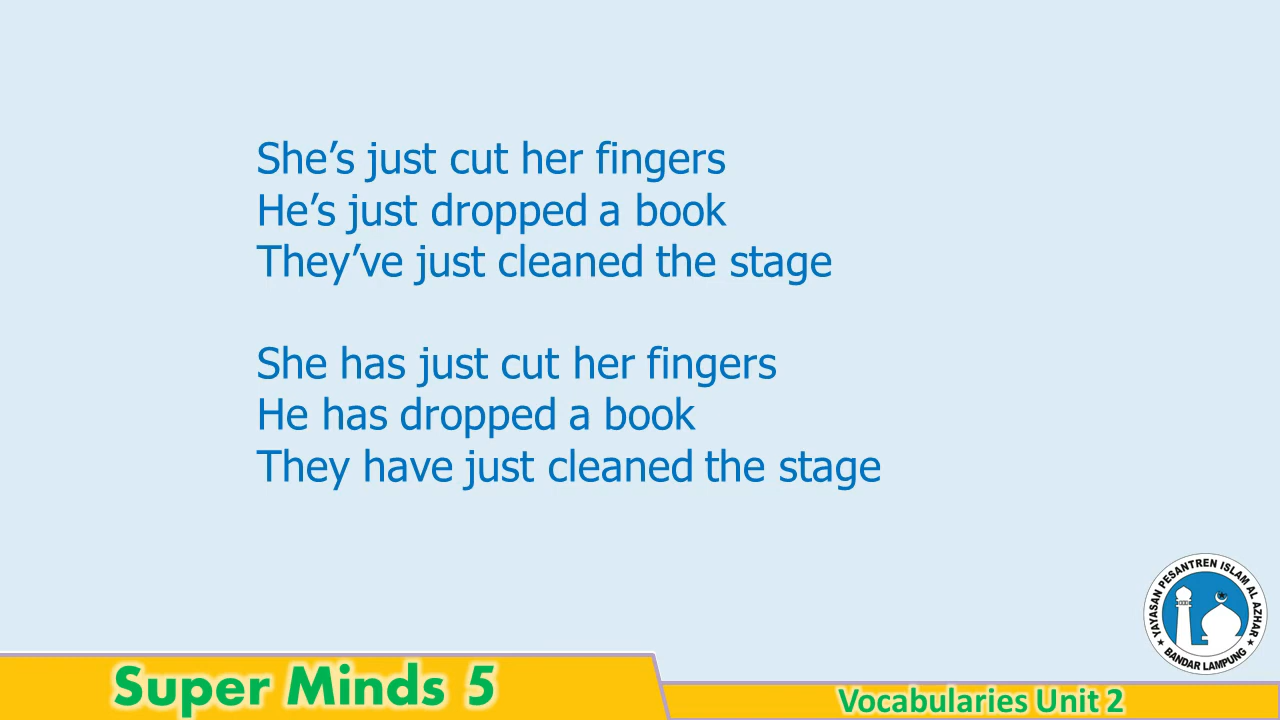 She’s just cut her fingers
He’s just dropped a book
They’ve just cleaned the stage
She has just cut her fingers
He has dropped a book
They have just cleaned the stage
YAYASAN PESANTREN ISLAM AL AZHAR
BANDAR LAMPUNG
Super Minds 5
Vocabularies Unit 2